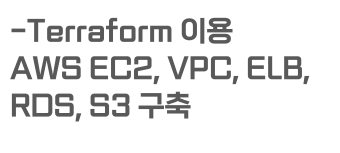 -Terraform 이용
AWS EC2, VPC, ELB,
RDS, S3 구축